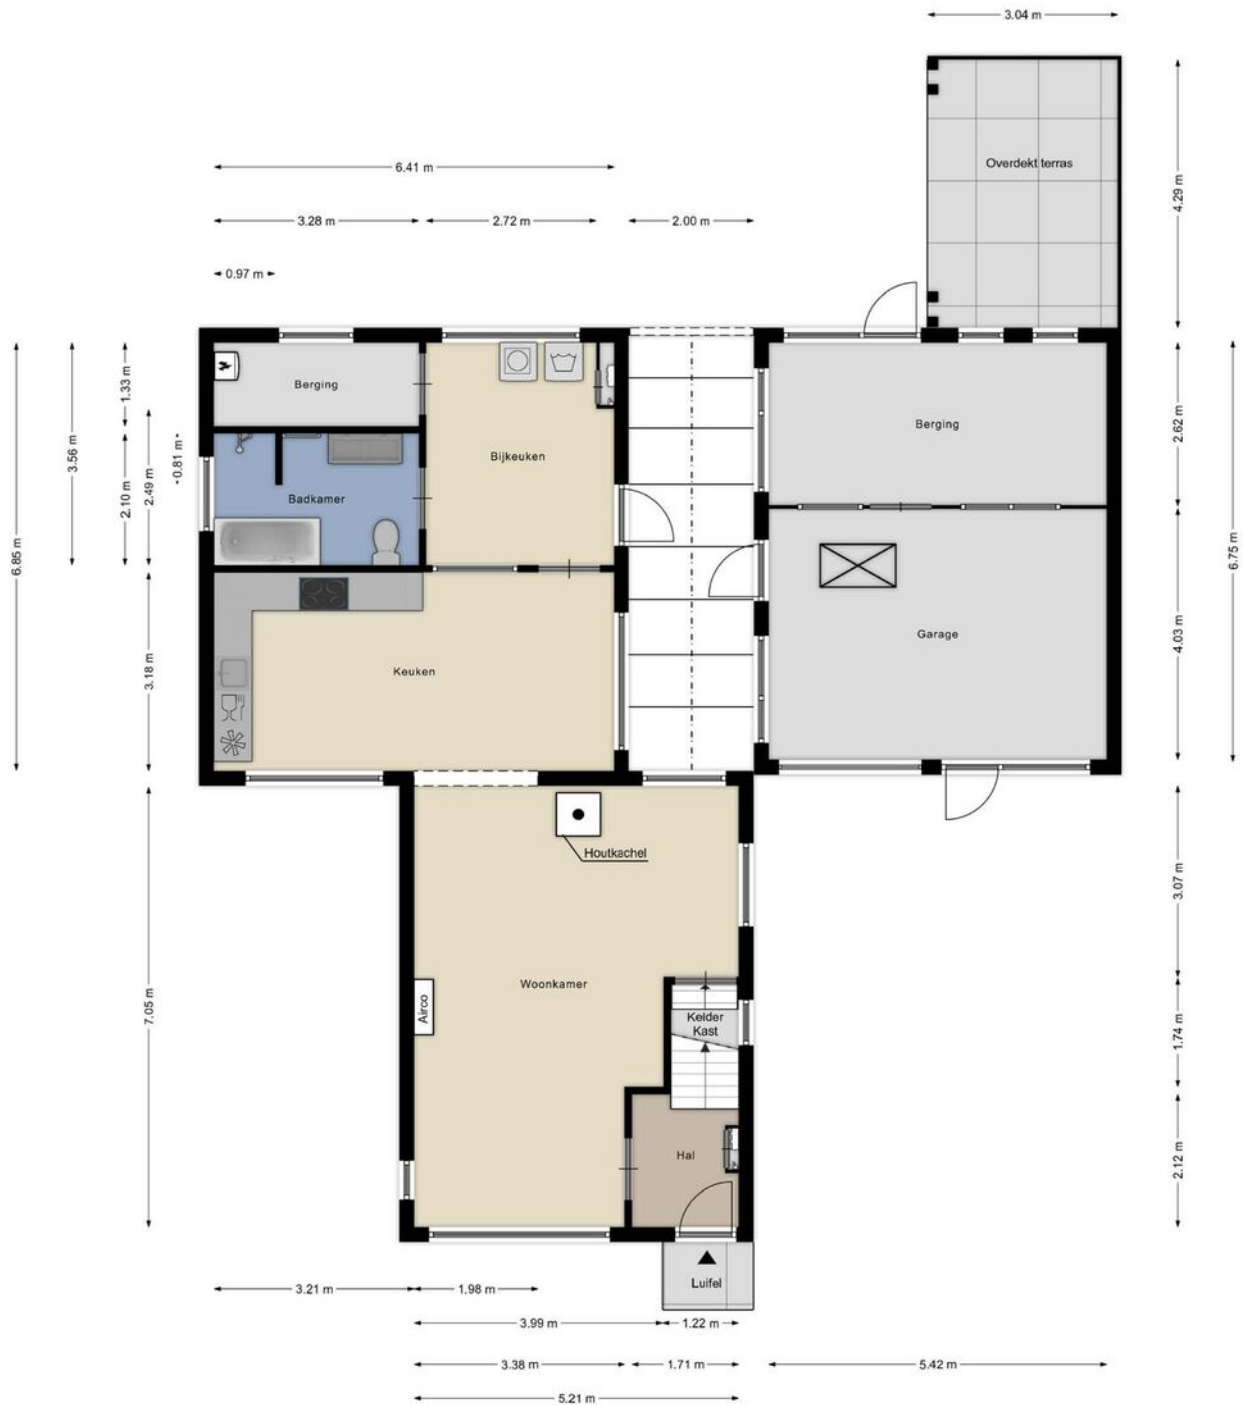 3.04 m
Overdekt terras
4.29 m
6.41 m
3.28 m
2.72 m
2.00 m
0.97 m
Berging
Bijkeuken
Badkamer
Berging
Garage
Keuken
6.85 m
3.56 m
1.33 m
2.10 m
2.49 m
0.81 m
3.18 m
2.62 m
4.03 m
6.75 m
Houtkachel
Woonkamer
Airco
Kelder
Kast
Hal
Luifel
7.05 m
3.07 m
1.74 m
2.12 m
3.21 m
1.98 m
3.99 m
1.22 m
3.38 m
1.71 m
5.42 m
5.21 m